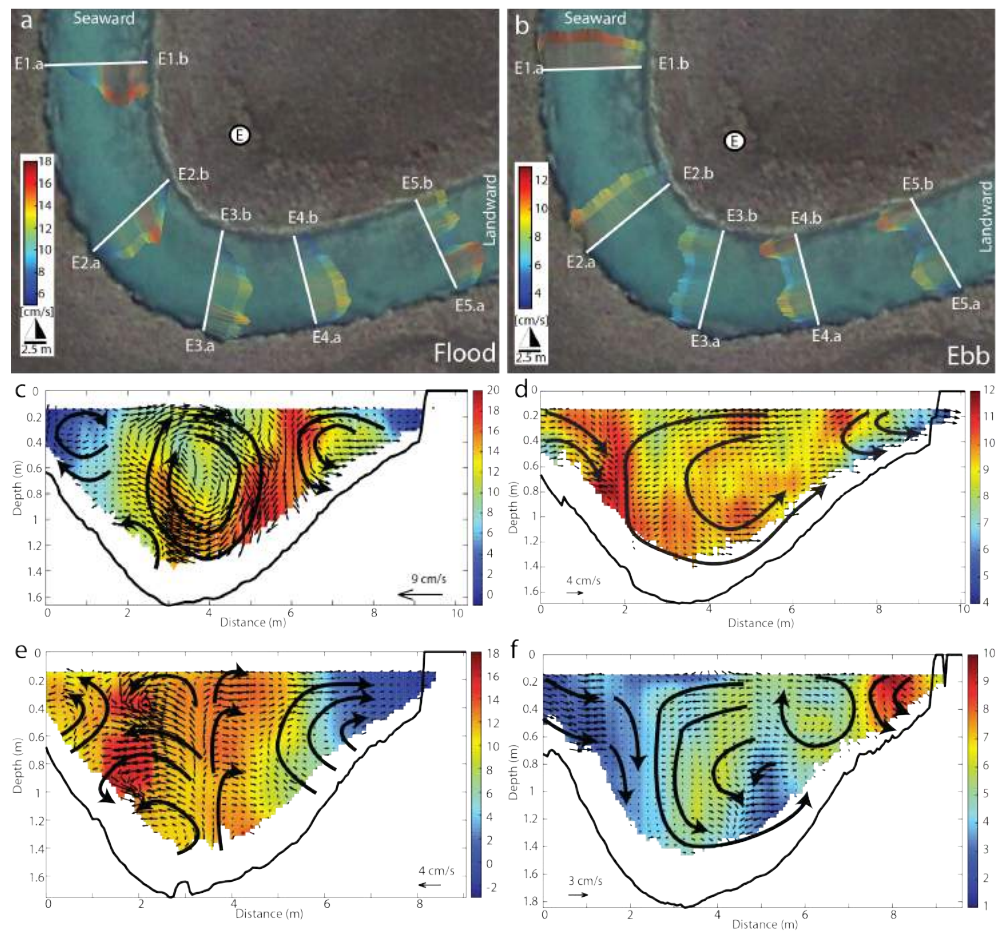 a
Seaward
E1.a
E1.b
E
E2.b
E2.a
E3.b
E4.b
E5.b
Landward
E3.a
E4.a
E5.a
18
16
14
12
10
8
6
[cm/s]
2.5 m
Flood
b
Seaward
E1.a
E1.b
E
E2.b
E2.a
E3.b
E4.b
E5.b
Landward
E3.a
E4.a
E5.a
12
10
8
6
4
[cm/s]
2.5 m
Ebb
c
0
0.2
0.4
0.6
0.8
1
1.2
1.4
1.6
Depth (m)
0 2 4 6 8 10
Distance (m)
9 cm/s
20
18
16
14
12
10
8
6
4
2
0
d
0
0.2
0.4
0.6
0.8
1
1.2
1.4
1.6
Depth (m)
0 2 4 6 8 10
Distance (m)
4 cm/s
12
11
10
9
8
7
6
5
4
e
0
0.2
0.4
0.6
0.8
1
1.2
1.4
1.6
Depth (m)
0 2 4 6 8
Distance (m)
4 cm/s
18
16
14
12
10
8
6
4
2
0
-2
f
0
0.2
0.4
0.6
0.8
1
1.2
1.4
1.6
1.8
Depth (m)
0 2 4 6 8
Distance (m)
3 cm/s
10
9
8
7
6
5
4
3
2
1